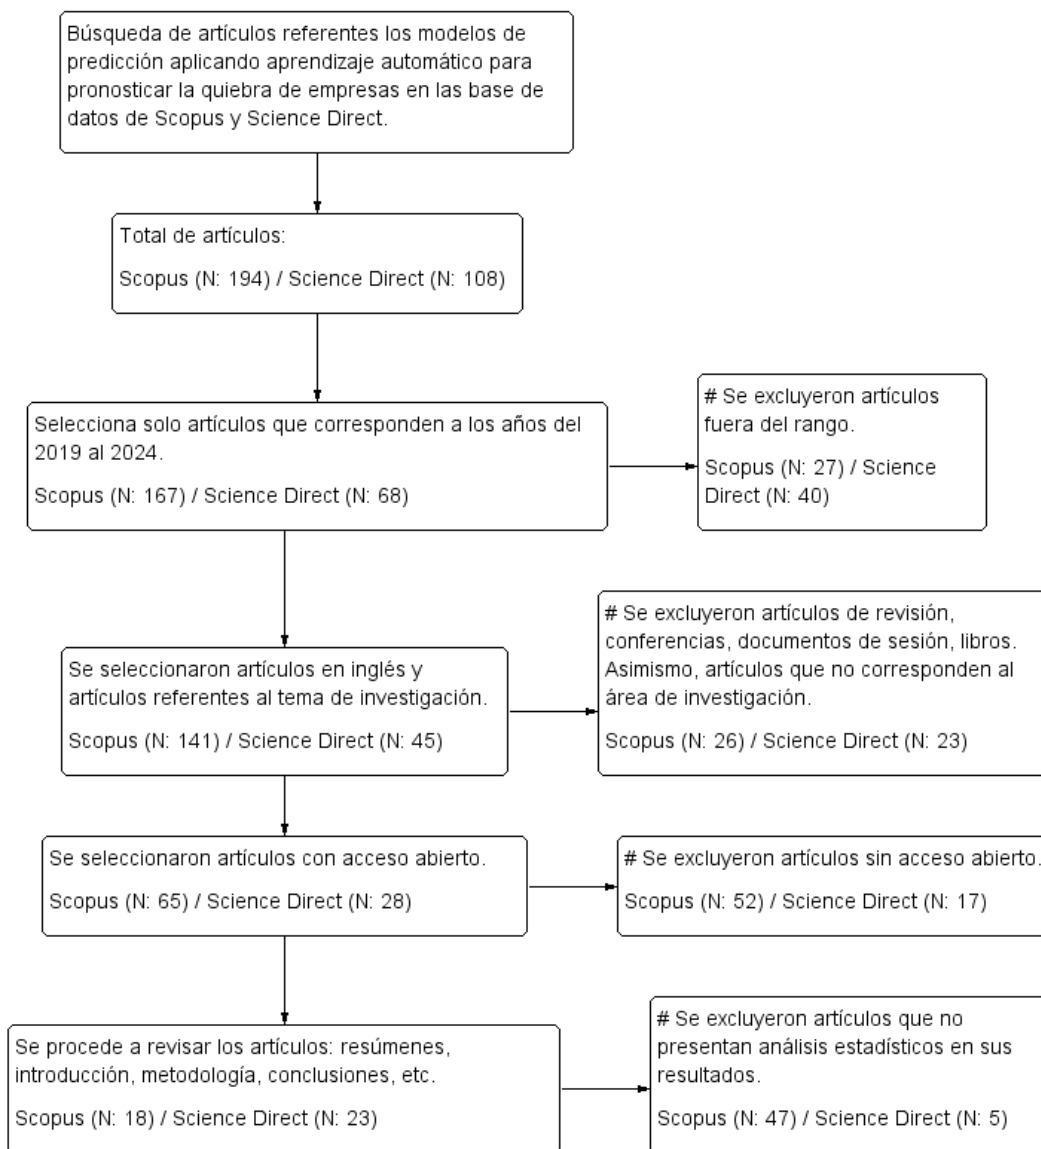 Búsqueda de artículos referentes los modelos de
predicción aplicando aprendizaje automático para
pronosticar la quiebra de empresas en las base de
datos de Scopus y Science Direct.
Total de artículos:
Scopus (N: 194) / Science Direct (N: 108)
Selecciona solo artículos que corresponden a los años del
2019 al 2024.
Scopus (N: 167) / Science Direct (N: 68)
# Se excluyeron artículos
fuera del rango.
Scopus (N: 27) / Science
Direct (N: 40)
Se seleccionaron artículos en inglés y
artículos referentes al tema de investigación.
Scopus (N: 141) / Science Direct (N: 45)
# Se excluyeron artículos de revisión,
conferencias, documentos de sesión, libros.
Asimismo, artículos que no corresponden al
área de investigación.
Scopus (N: 26) / Science Direct (N: 23)
Se seleccionaron artículos con acceso abierto.
Scopus (N: 65) / Science Direct (N: 28)
# Se excluyeron artículos sin acceso abierto.
Scopus (N: 52) / Science Direct (N: 17)
Se procede a revisar los artículos: resúmenes,
introducción, metodología, conclusiones, etc.
Scopus (N: 18) / Science Direct (N: 23)
# Se excluyeron artículos que no
presentan análisis estadísticos en sus
resultados.
Scopus (N: 47) / Science Direct (N: 5)